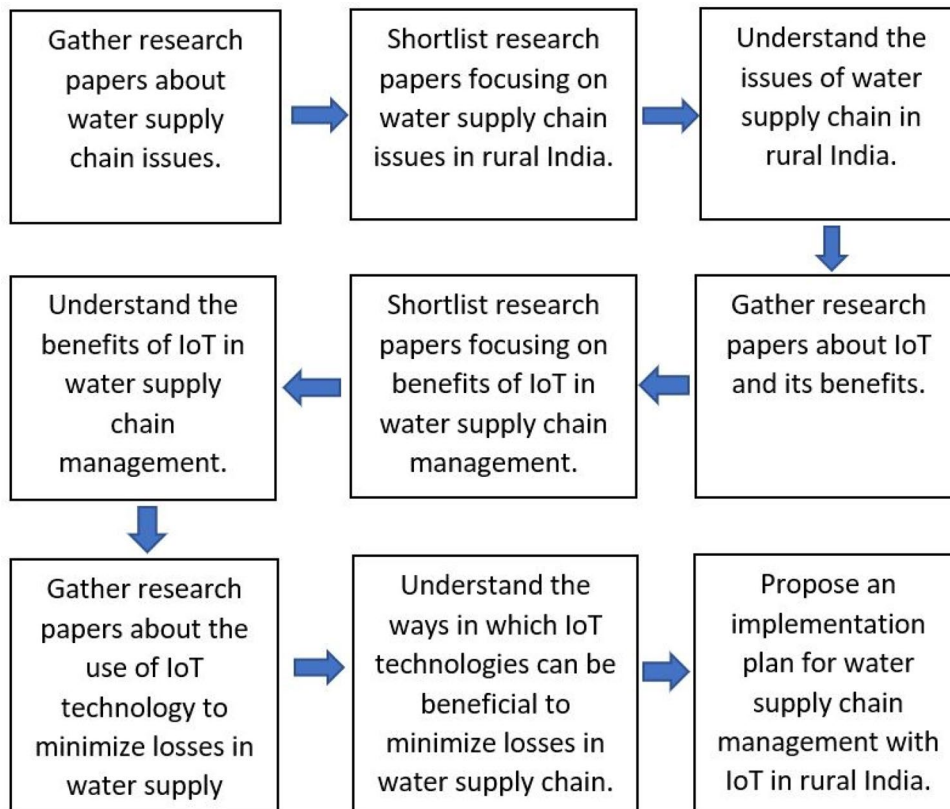 Gather research
papers about
water supply
chain issues.
Shortlist research
papers focusing on
water supply chain
issues in rural India.
Understand the
issues of water
supply chain in
rural India.
Gather research
papers about IoT
and its benefits.
Shortlist research
papers focusing on
benefits of IoT in
water supply chain
management.
Understand the
benefits of IoT in
water supply
chain
management.
Gather research
papers about the
use of IoT
technology to
minimize losses in
water supply
Understand the
ways in which IoT
technologies can be
beneficial to
minimize losses in
water supply chain.
Propose an
implementation
plan for water
supply chain
management with
IoT in rural India.